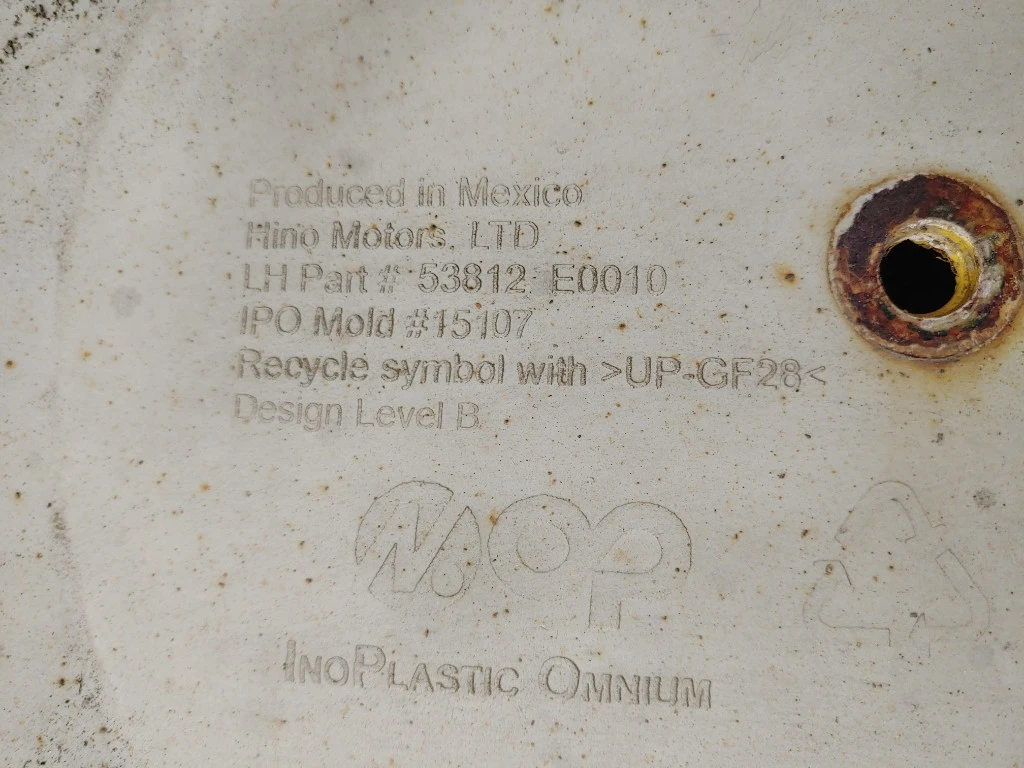 Produced in Mexico
Hino Motors, LTD
LH Part # 53812 E0010
IPO Mold #15107
Recycle symbol with >UP-GF28<
Design Level B
INOPLASTIC OMNIUM